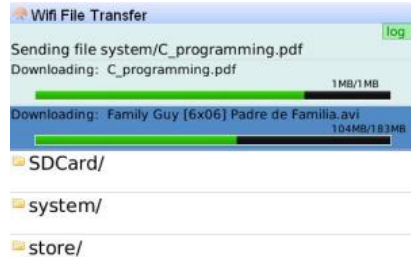 Wifi File Transfer
log
Sending file system/C_programming.pdf
Downloading: C_programming.pdf
1MB/1MB
Downloading: Family Guy [6x06] Padre de Familia.avi
104MB/183MB
SDCard/
system/
store/